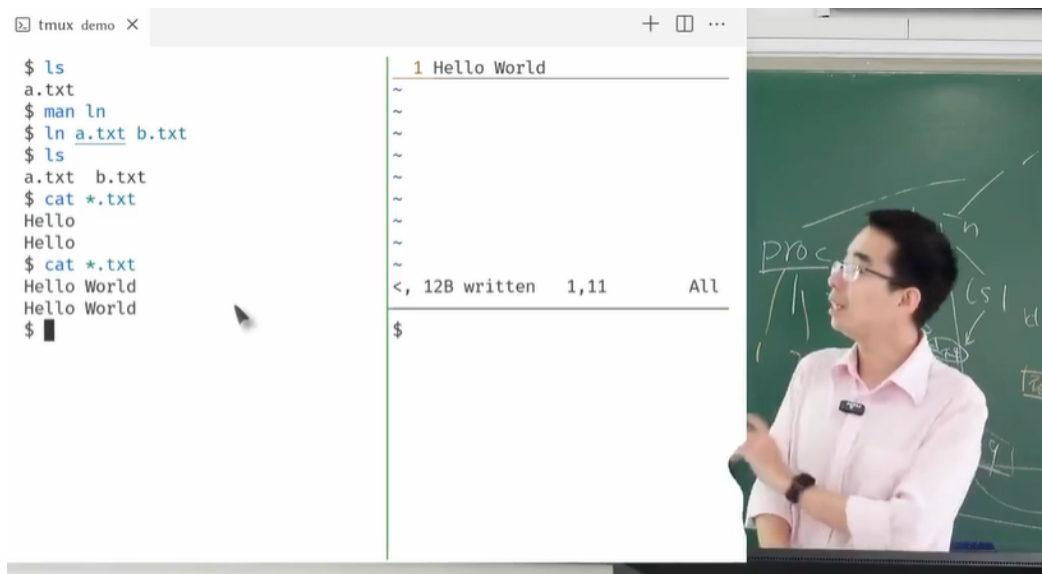 tmux demo
$ ls
a.txt
$ man ln
$ ln a.txt b.txt
$ ls
a.txt  b.txt
$ cat *.txt
Hello
Hello
$ cat *.txt
Hello World
Hello World
$
1 Hello World
~
~
~
~
~
~
~
~
~
<, 12B written   1,11   All
$
proc